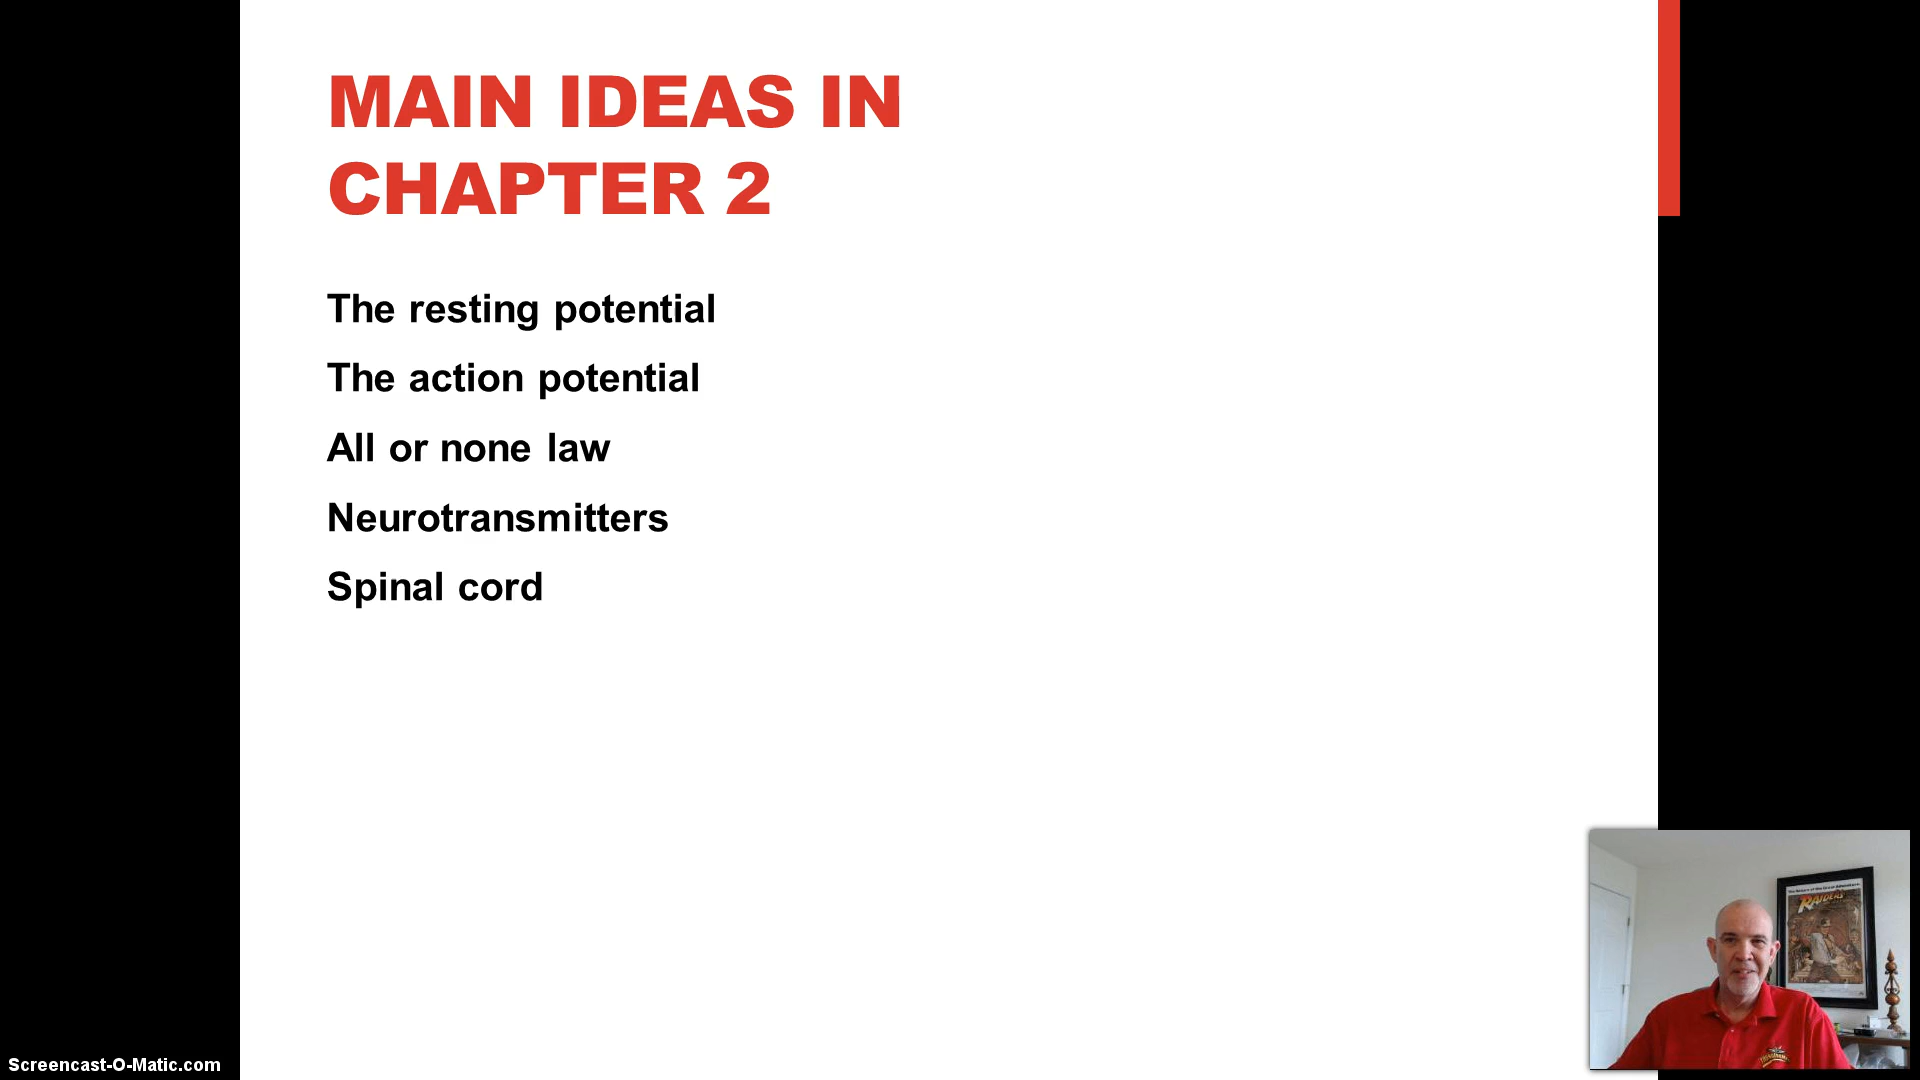 MAIN IDEAS IN
CHAPTER 2
The resting potential
The action potential
All or none law
Neurotransmitters
Spinal cord
RAIDERS
Screencast-O-Matic.com